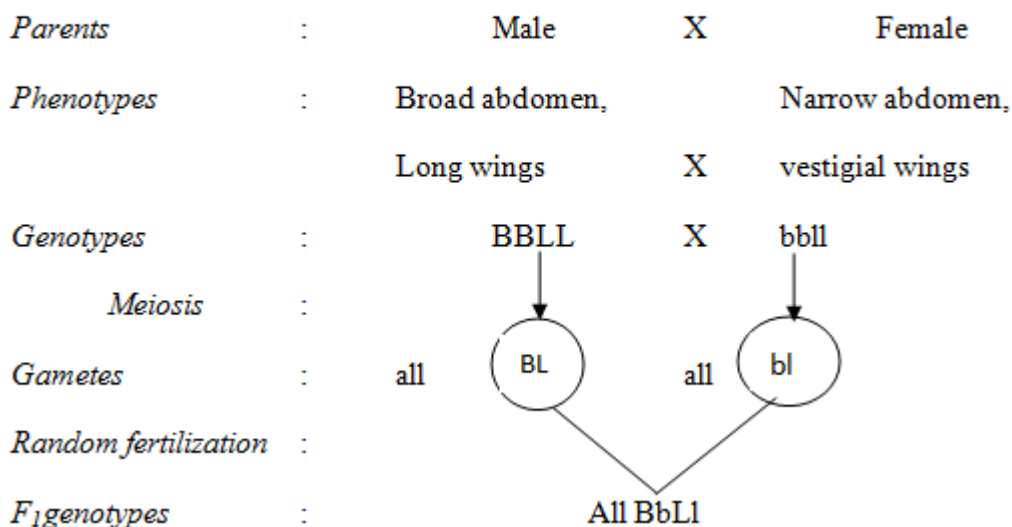 Parents : Male X Female
Phenotypes : Broad abdomen, Narrow abdomen,
Long wings X vestigial wings
Genotypes : BBLL X bbll
Meiosis :
Gametes : all BL all bl
Random fertilization :
F1genotypes : All BbLl